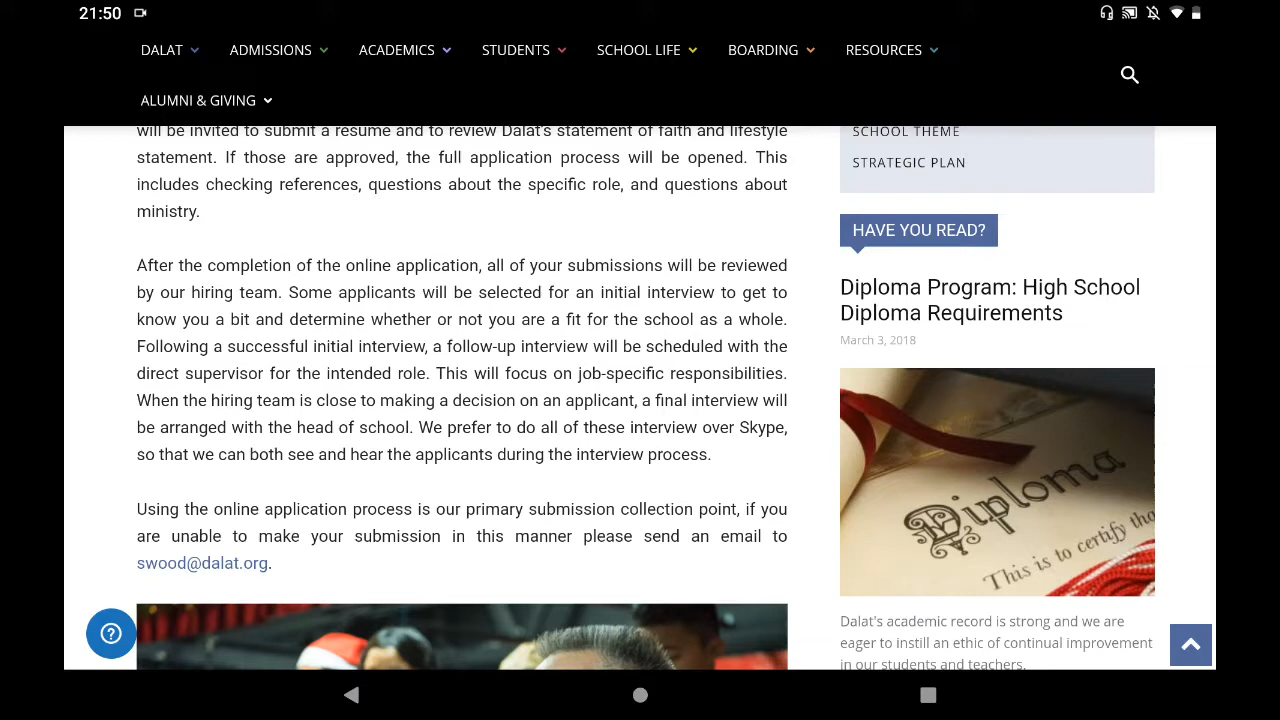 21:50
DALAT
ADMISSIONS
ACADEMICS
STUDENTS
SCHOOL LIFE
BOARDING
RESOURCES
ALUMNI & GIVING
will be invited to submit a resume and to review Dalat's statement of faith and lifestyle
statement. If those are approved, the full application process will be opened. This
includes checking references, questions about the specific role, and questions about
ministry.
After the completion of the online application, all of your submissions will be reviewed
by our hiring team. Some applicants will be selected for an initial interview to get to
know you a bit and determine whether or not you are a fit for the school as a whole.
Following a successful initial interview, a follow-up interview will be scheduled with the
direct supervisor for the intended role. This will focus on job-specific responsibilities.
When the hiring team is close to making a decision on an applicant, a final interview will
be arranged with the head of school. We prefer to do all of these interview over Skype,
so that we can both see and hear the applicants during the interview process.
Using the online application process is our primary submission collection point, if you
are unable to make your submission in this manner please send an email to
swood@dalat.org.
SCHOOL THEME
STRATEGIC PLAN
HAVE YOU READ?
Diploma Program: High School
Diploma Requirements
March 3, 2018
Diploma
This is to certify tha
Dalat's academic record is strong and we are
eager to instill an ethic of continual improvement
in our students and teachers.